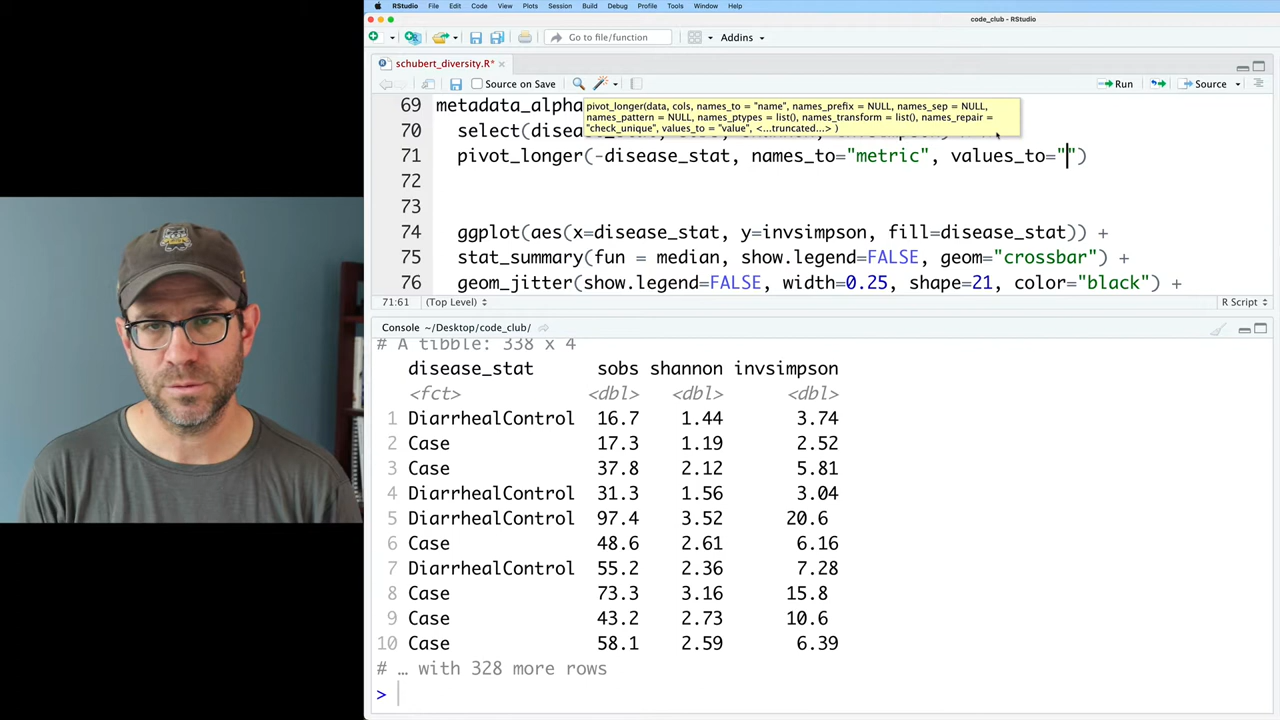 RStudio File Edit Code View Plots Session Build Debug Profile Tools Window Help
code_club - RStudio
Go to file/function Addins
schubert_diversity.R*
Source on Save Run Source
69 metadata_alpha
pivot_longer(data, cols, names_to = "name", names_prefix = NULL, names_sep = NULL,
names_pattern = NULL, names_ptypes = list(), names_transform = list(), names_repair =
"check_unique", values_to = "value", <...truncated...> )
70 select(disea
71 pivot_longer(-disease_stat, names_to="metric", values_to="")
72
73
74 ggplot(aes(x=disease_stat, y=invsimpson, fill=disease_stat)) +
75 stat_summary(fun = median, show.legend=FALSE, geom="crossbar") +
76 geom_jitter(show.legend=FALSE, width=0.25, shape=21, color="black") +
71:61 (Top Level) R Script
Console ~/Desktop/code_club/
# A tibble: 338 x 4
disease_stat sobs shannon invsimpson
<fct> <dbl> <dbl> <dbl>
1 DiarrhealControl 16.7 1.44 3.74
2 Case 17.3 1.19 2.52
3 Case 37.8 2.12 5.81
4 DiarrhealControl 31.3 1.56 3.04
5 DiarrhealControl 97.4 3.52 20.6
6 Case 48.6 2.61 6.16
7 DiarrhealControl 55.2 2.36 7.28
8 Case 73.3 3.16 15.8
9 Case 43.2 2.73 10.6
10 Case 58.1 2.59 6.39
# … with 328 more rows
>